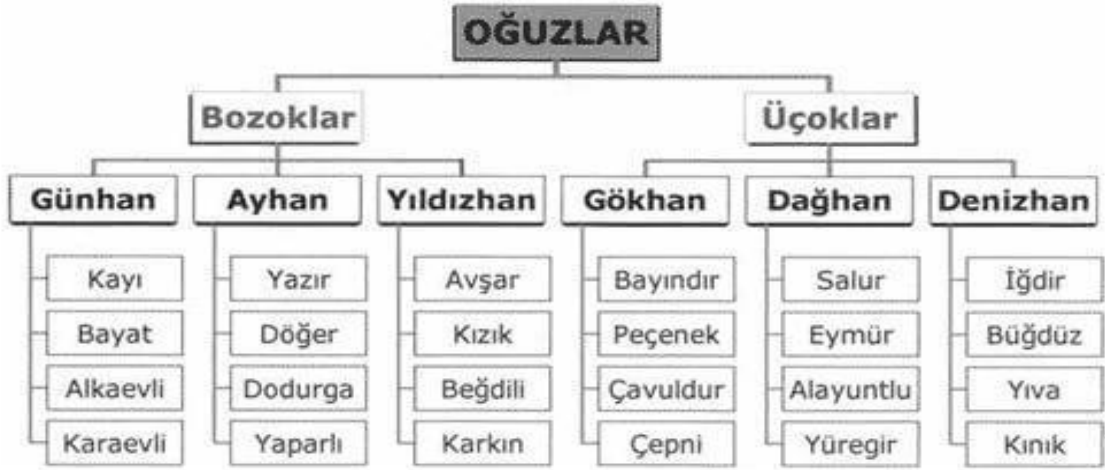 OĞUZLAR
Bozoklar Üçoklar
Günhan Ayhan Yıldızhan Gökhan Dağhan Denizhan
Kayı Yazır Avşar Bayındır Salur İğdir
Bayat Döğer Kızık Peçenek Eymür Büğdüz
Alkaevli Dodurga Beğdili Çavuldur Alayuntlu Yıva
Karaevli Yaparlı Karkın Çepni Yüregir Kınık